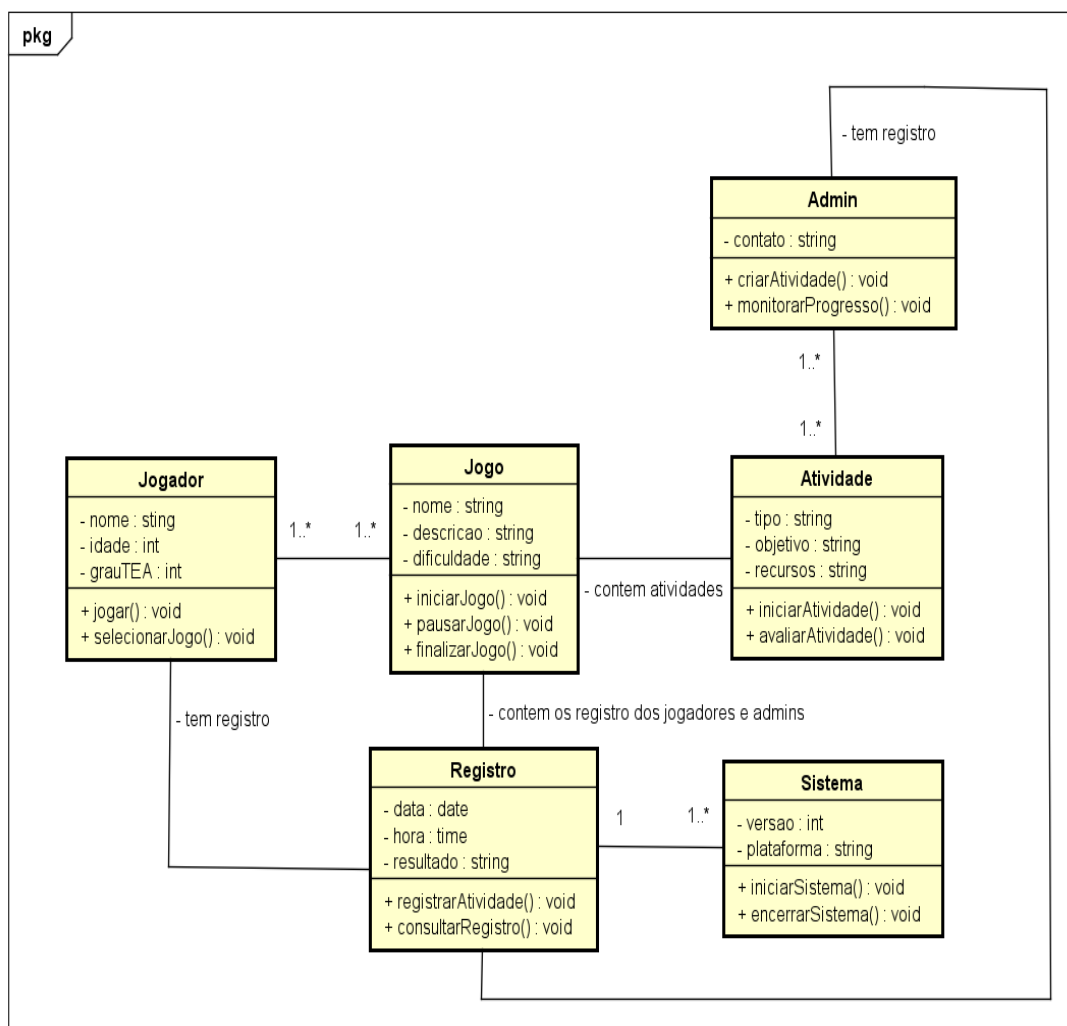 pkg
- tem registro
Admin
- contato : string
+ criarAtividade() : void
+ monitorarProgresso() : void
1..*
1..*
Jogador
- nome : sting
- idade : int
- grauTEA : int
+ jogar() : void
+ selecionarJogo() : void
1..*
1..*
Jogo
- nome : string
- descricao : string
- dificuldade : string
+ iniciarJogo() : void
+ pausarJogo() : void
+ finalizarJogo() : void
- contem atividades
Atividade
- tipo : string
- objetivo : string
- recursos : string
+ iniciarAtividade() : void
+ avaliarAtividade() : void
- tem registro
- contem os registro dos jogadores e admins
Registro
- data : date
- hora : time
- resultado : string
+ registrarAtividade() : void
+ consultarRegistro() : void
1
1..*
Sistema
- versao : int
- plataforma : string
+ iniciarSistema() : void
+ encerrarSistema() : void